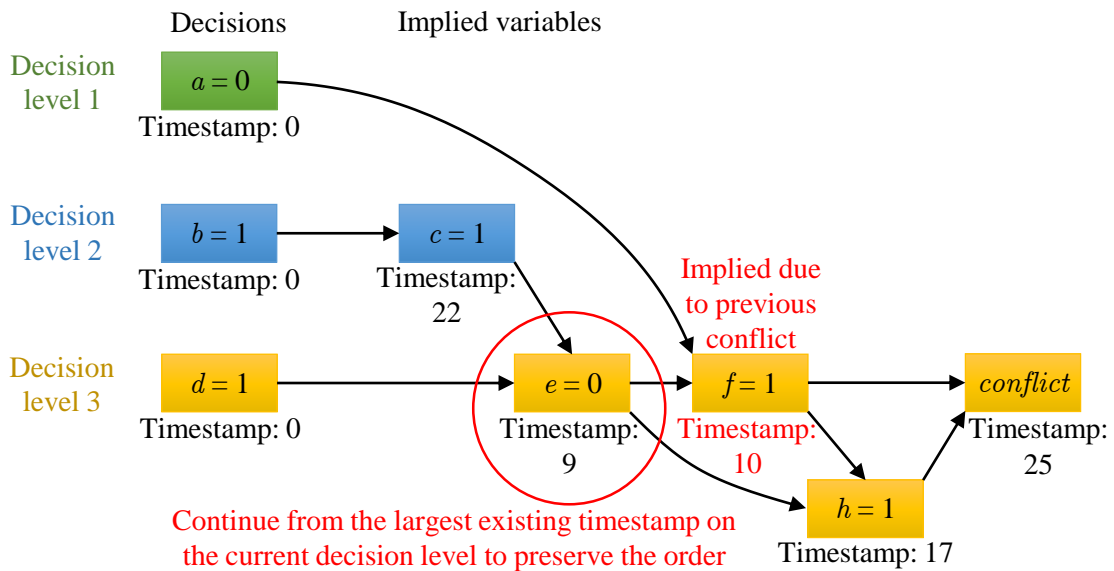 Decisions
Implied variables
Decision
level 1
a = 0
Timestamp: 0
Decision
level 2
b = 1
Timestamp: 0
c = 1
Timestamp:
22
Implied due
to previous
conflict
Decision
level 3
d = 1
Timestamp: 0
e = 0
Timestamp:
9
f = 1
Timestamp:
10
conflict
Timestamp:
25
h = 1
Timestamp: 17
Continue from the largest existing timestamp on
the current decision level to preserve the order